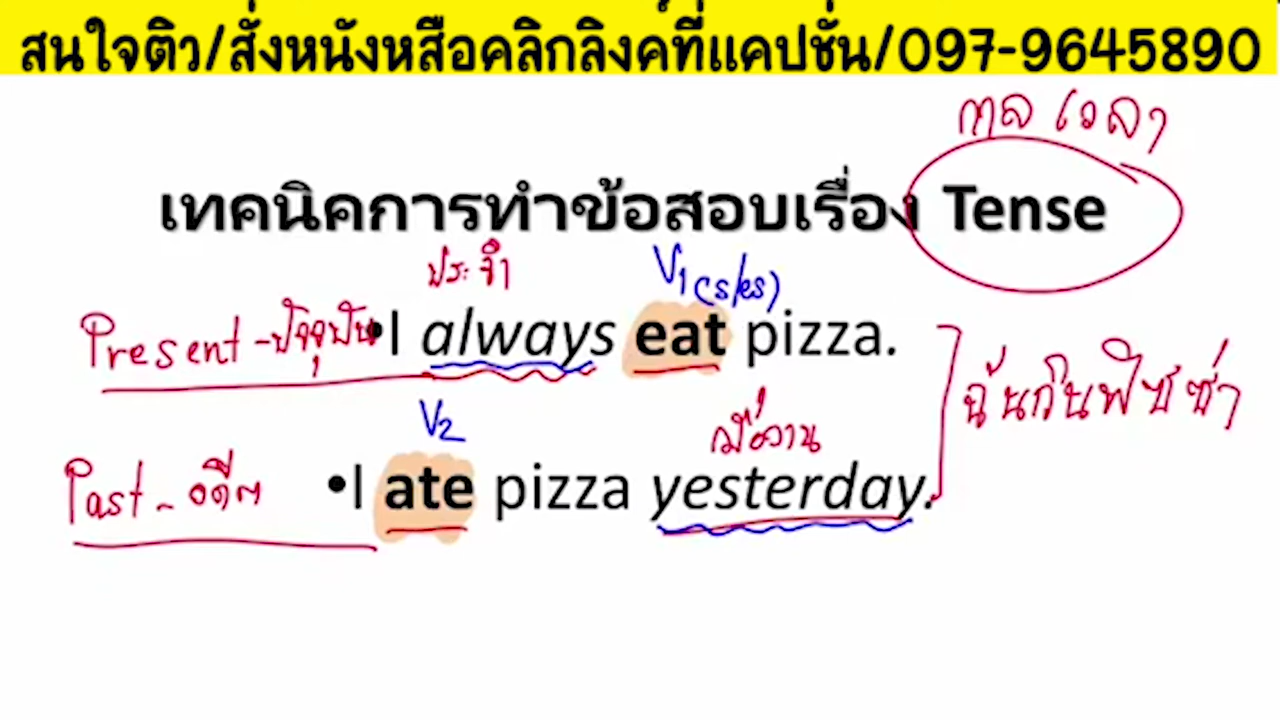 สนใจติว/สั่งหนังหสือคลิกลิงค์ที่แคปชั่น/097-9645890
กาล เวลา
เทคนิคการทำข้อสอบเรื่อง Tense
ประจำ V1(s/es)
Present-ปัจจุบัน •I always eat pizza.
ฉันกินพิซซ่า
V2 เมื่อวาน
Past-อดีต •I ate pizza yesterday.